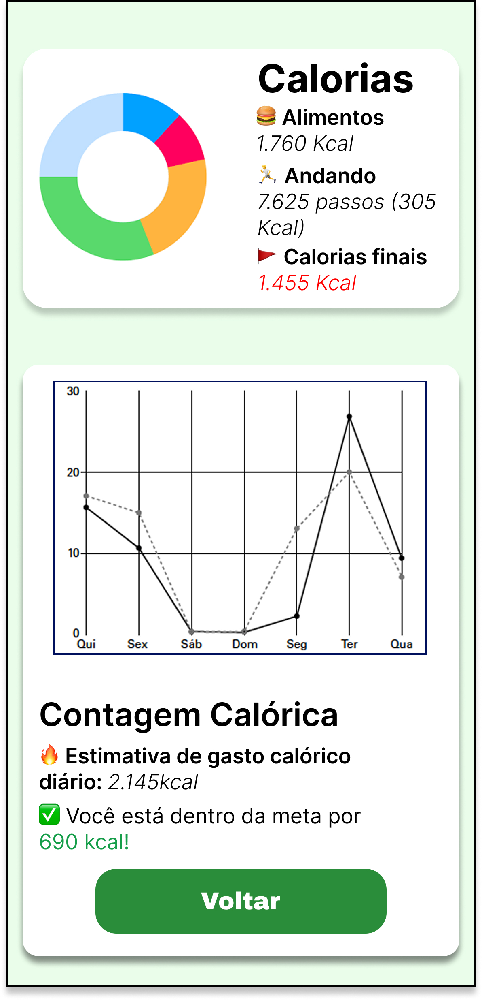 Calorias
🍔 Alimentos
1.760 Kcal
🏃 Andando
7.625 passos (305
Kcal)
🚩 Calorias finais
1.455 Kcal
30
20
10
0
Qui Sex Sáb Dom Seg Ter Qua
Contagem Calórica
🔥 Estimativa de gasto calórico
diário: 2.145kcal
✅ Você está dentro da meta por
690 kcal!
Voltar